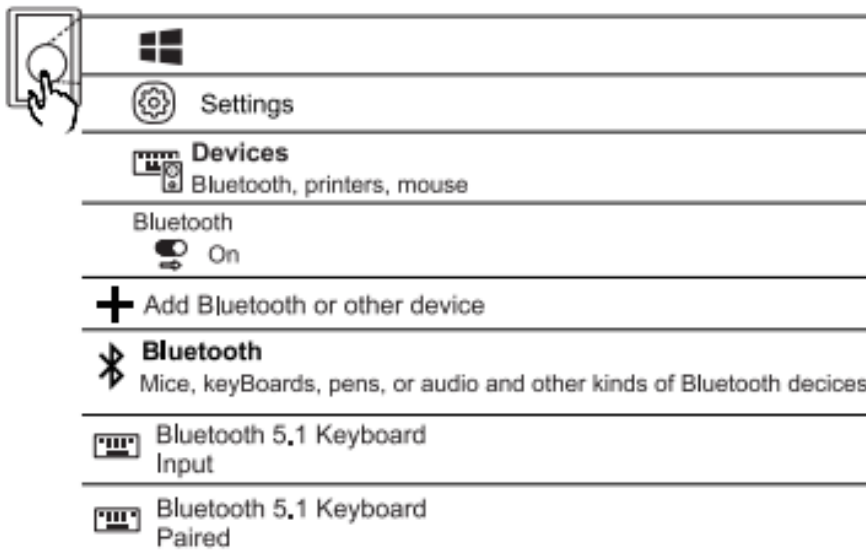 Settings
Devices
Bluetooth, printers, mouse
Bluetooth
On
Add Bluetooth or other device
Bluetooth
Mice, keyBoards, pens, or audio and other kinds of Bluetooth decices
Bluetooth 5.1 Keyboard
Input
Bluetooth 5.1 Keyboard
Paired